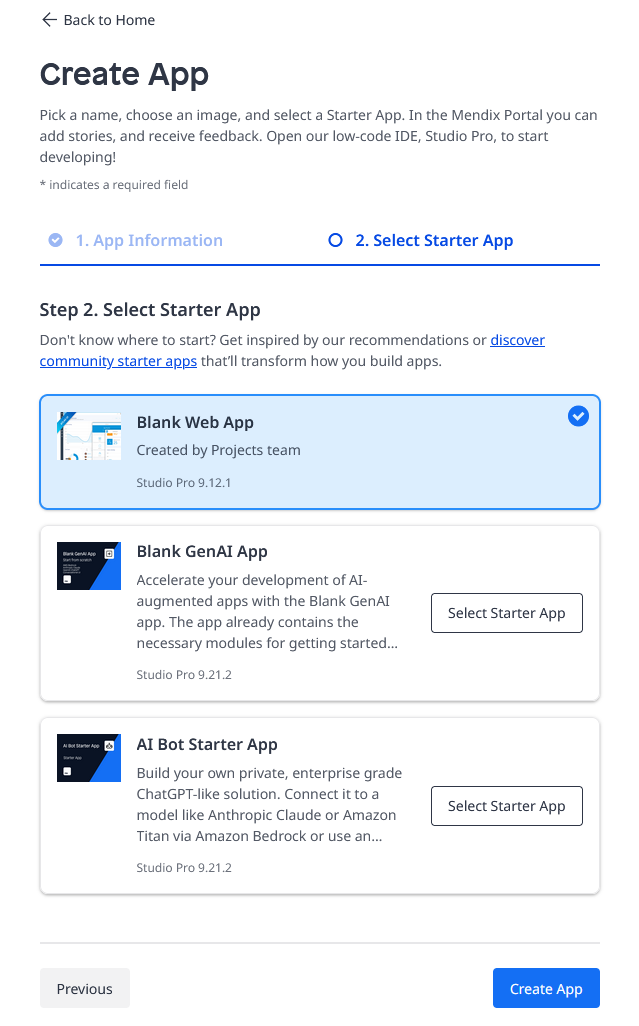 Back to Home
Create App
Pick a name, choose an image, and select a Starter App. In the Mendix Portal you can
add stories, and receive feedback. Open our low-code IDE, Studio Pro, to start
developing!
* indicates a required field
1. App Information
2. Select Starter App
Step 2. Select Starter App
Don't know where to start? Get inspired by our recommendations or discover
community starter apps that’ll transform how you build apps.
Blank Web App
Created by Projects team
Studio Pro 9.12.1
Blank GenAI App
Start from scratch
Blank GenAI App
Accelerate your development of AI-
augmented apps with the Blank GenAI
app. The app already contains the
necessary modules for getting started...
Studio Pro 9.21.2
Select Starter App
AI Bot Starter App
Starter App
AI Bot Starter App
Build your own private, enterprise grade
ChatGPT-like solution. Connect it to a
model like Anthropic Claude or Amazon
Titan via Amazon Bedrock or use an...
Studio Pro 9.21.2
Select Starter App
Previous
Create App